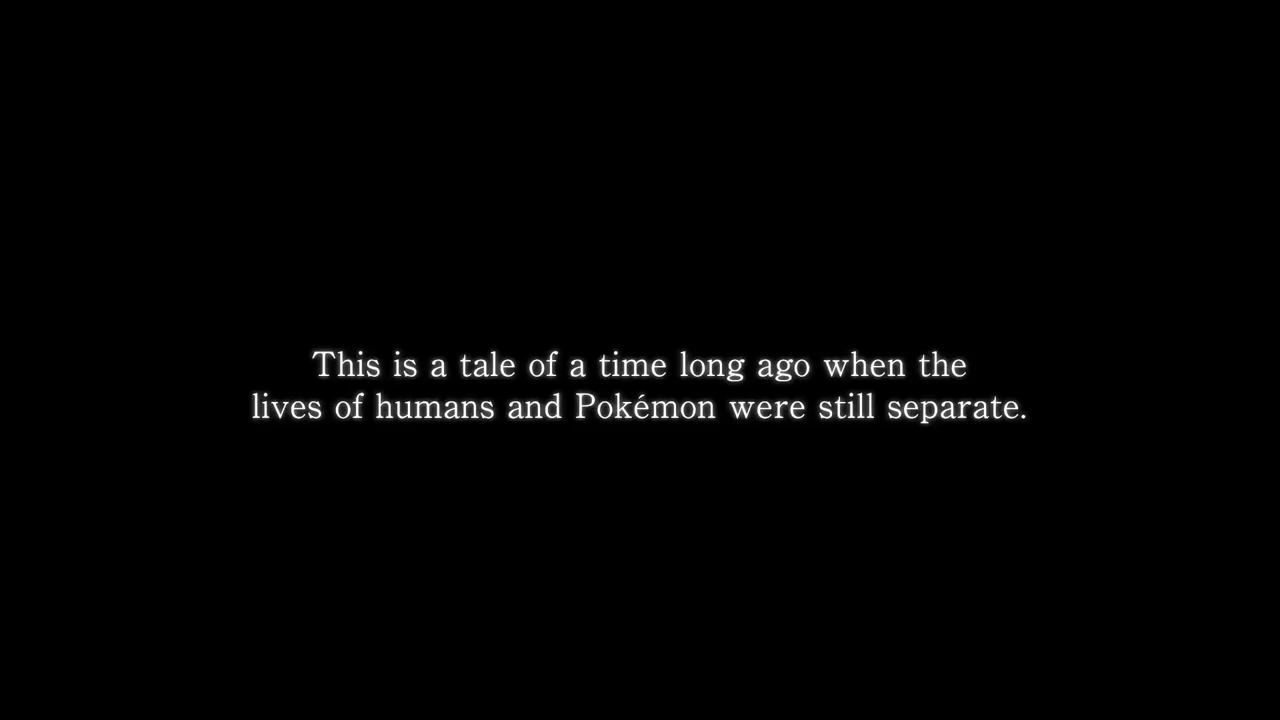 This is a tale of a time long ago when the
lives of humans and Pokémon were still separate.